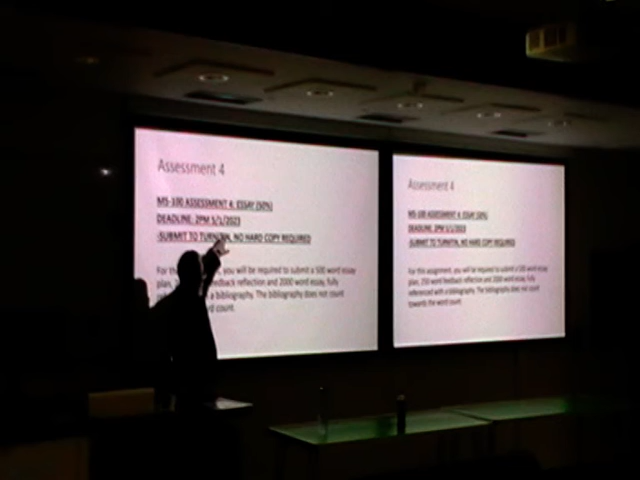 Assessment 4
MS-100 ASSESSMENT 4: ESSAY (50%)
DEADLINE: 2PM 5/1/2023
-SUBMIT TO TURNITIN, NO HARD COPY REQUIRED
For this you will be required to submit a 500 word essay
plan, feedback reflection and 2000 word essay, fully
a bibliography. The bibliography does not count
word count.
Assessment 4
MS-100 ASSESSMENT 4: ESSAY (50%)
DEADLINE: 2PM 5/1/2023
-SUBMIT TO TURNITIN, NO HARD COPY REQUIRED
For this assignment, you will be required to submit a 500 word essay
plan, 250 word feedback reflection and 2000 word essay, fully
referenced with a bibliography. The bibliography does not count
towards the word count.